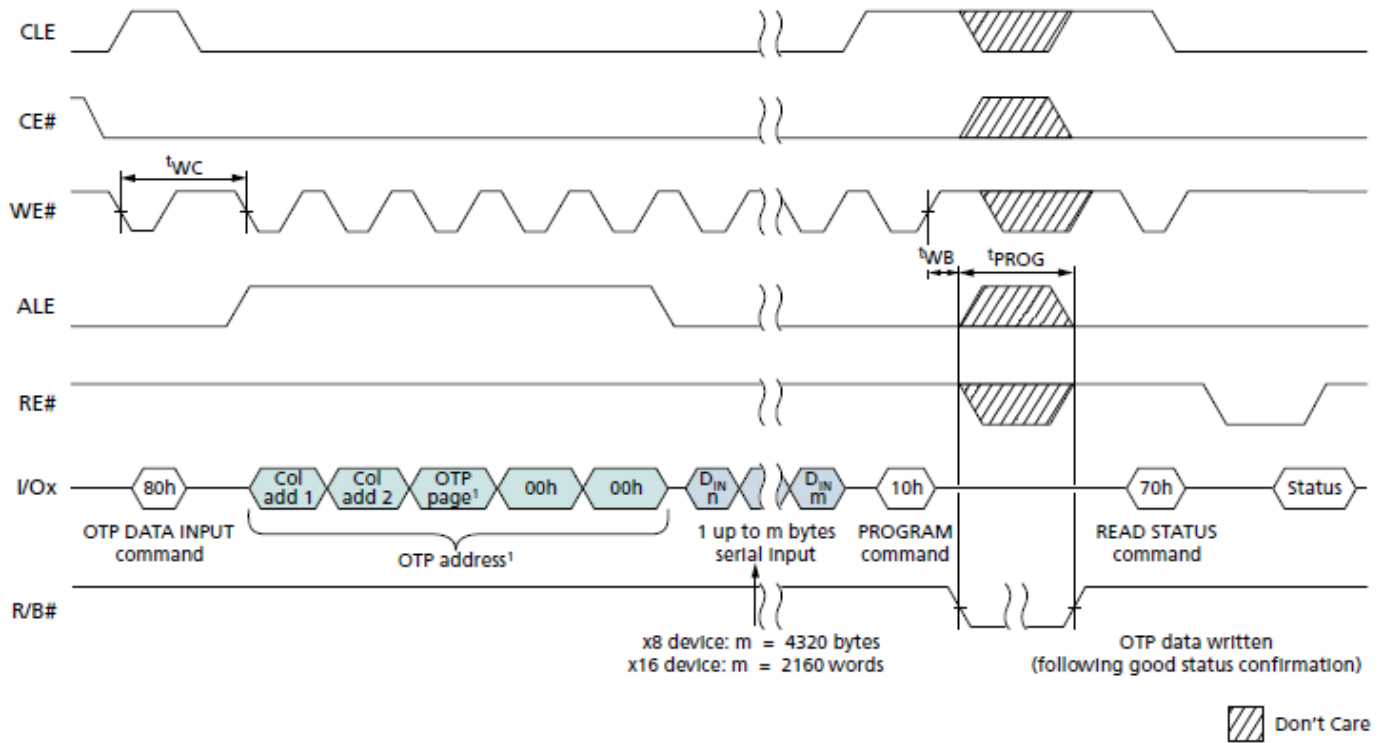 CLE
CE#
tWC
WE#
tWB
tPROG
ALE
RE#
I/Ox
80h
Col
add 1
Col
add 2
OTP
page¹
00h
00h
DIN
n
DIN
m
10h
70h
Status
OTP DATA INPUT
command
OTP address¹
1 up to m bytes
serial input
PROGRAM
command
READ STATUS
command
R/B#
x8 device: m = 4320 bytes
x16 device: m = 2160 words
OTP data written
(following good status confirmation)
Don't Care